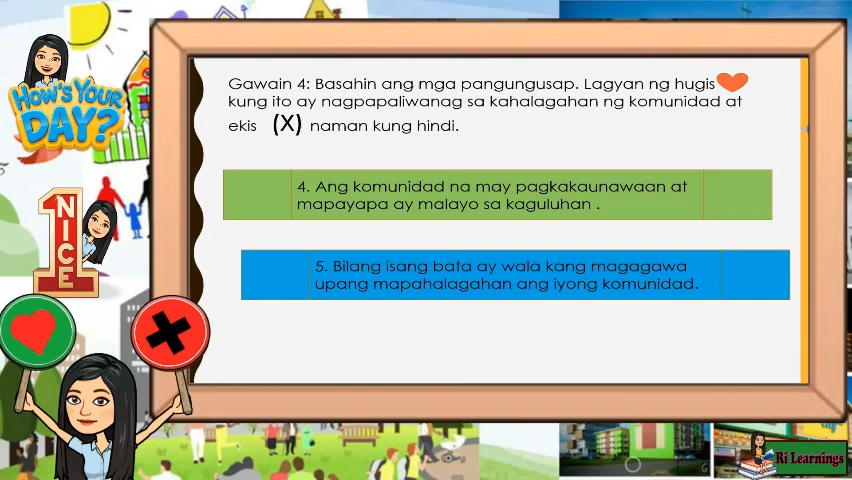 HOW'S YOUR
DAY?
1
NICE
Gawain 4: Basahin ang mga pangungusap. Lagyan ng hugis
kung ito ay nagpapaliwanag sa kahalagahan ng komunidad at
ekis (X) naman kung hindi.
4. Ang komunidad na may pagkakaunawaan at
mapayapa ay malayo sa kaguluhan .
5. Bilang isang bata ay wala kang magagawa
upang mapahalagahan ang iyong komunidad.
Ri Learnings